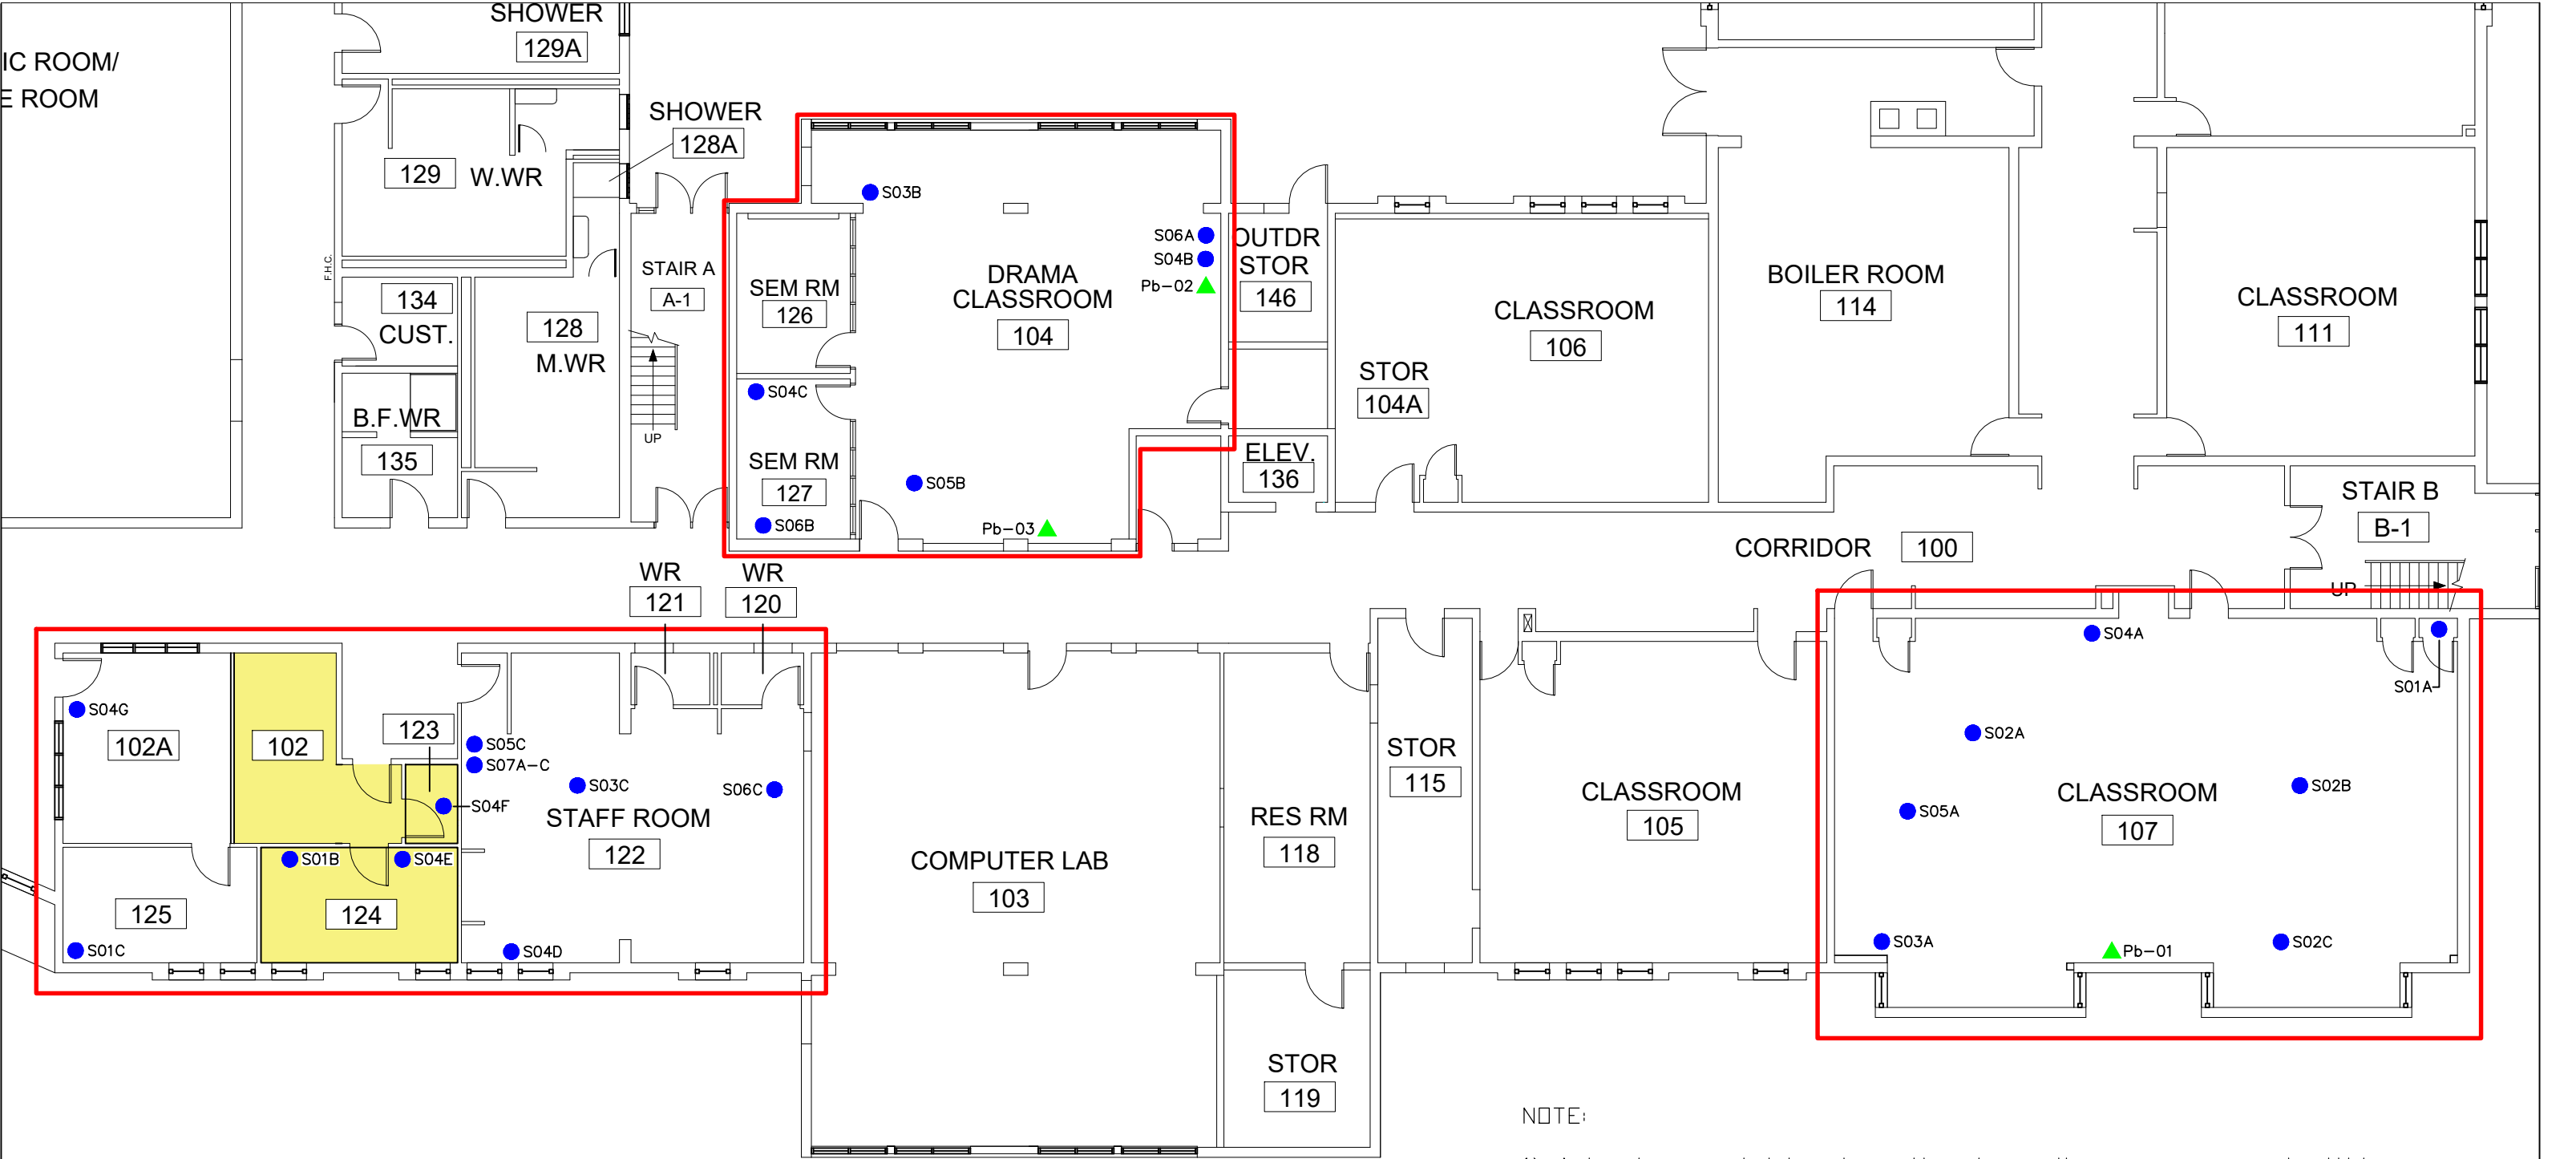 SHOWER
129A
IC ROOM/
E ROOM
SHOWER
128A
129
W.WR
F.H.C.
134
CUST.
128
M.WR
B.F.WR
135
STAIR A
A-1
UP
S03B
SEM RM
126
DRAMA
CLASSROOM
104
S06A
S04B
Pb-02
S04C
SEM RM
127
S05B
S06B
Pb-03
OUTDR
STOR
146
ELEV.
136
CLASSROOM
106
STOR
104A
BOILER ROOM
114
CLASSROOM
111
STAIR B
B-1
UP
CORRIDOR 100
WR
121
WR
120
S04G
102A
102
123
S05C
S07A-C
S03C
S06C
S04F
STAFF ROOM
122
S01B
S04E
125
124
S01C
S04D
COMPUTER LAB
103
RES RM
118
STOR
115
STOR
119
CLASSROOM
105
S04A
S01A
S02A
S02B
S05A
CLASSROOM
107
S03A
Pb-01
S02C
NOTE: